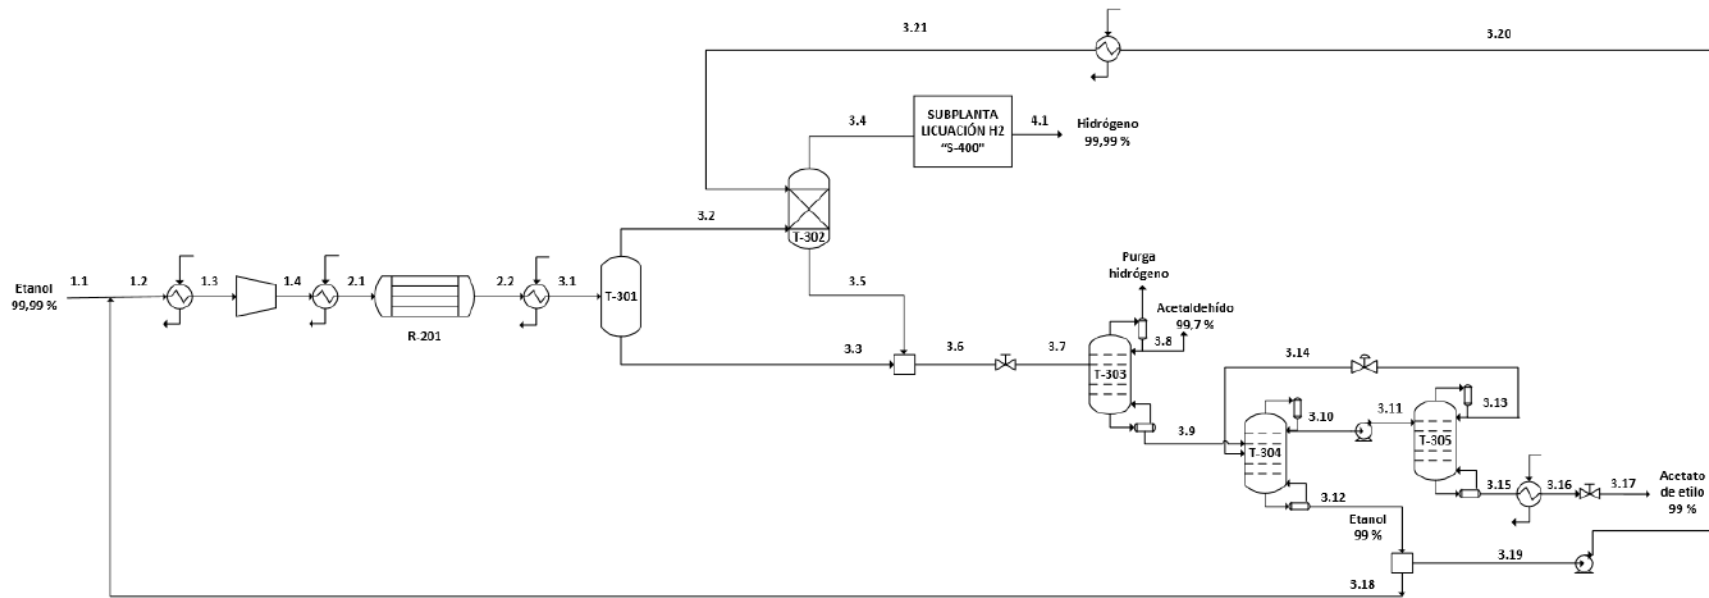 3.21
3.20
SUBPLANTA
LICUACIÓN H2
"S-400"
3.4
4.1
Hidrógeno
99,99 %
3.2
T-302
Etanol
99,99 %
1.1
1.2
1.3
1.4
2.1
R-201
2.2
3.1
T-301
3.5
3.3
3.6
3.7
Purga
hidrógeno
Acetaldehído
99,7 %
3.8
T-303
3.9
3.14
3.10
3.11
3.13
T-304
T-305
3.12
Etanol
99 %
3.15
3.16
3.17
Acetato
de etilo
99 %
3.19
3.18